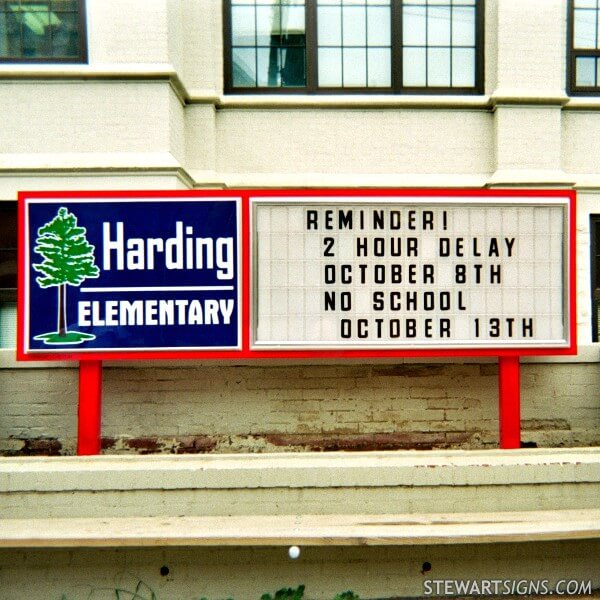 Harding
ELEMENTARY
REMINDER!
2 HOUR DELAY
OCTOBER 8TH
NO SCHOOL
OCTOBER 13TH
STEWARTSIGNS.COM